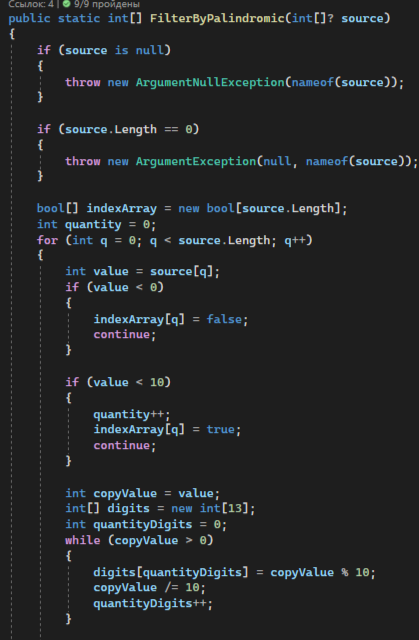 Ссылок: 4 | 9/9 пройдены
public static int[] FilterByPalindromic(int[]? source)
{
    if (source is null)
    {
        throw new ArgumentNullException(nameof(source));
    }

    if (source.Length == 0)
    {
        throw new ArgumentException(null, nameof(source));
    }

    bool[] indexArray = new bool[source.Length];
    int quantity = 0;
    for (int q = 0; q < source.Length; q++)
    {
        int value = source[q];
        if (value < 0)
        {
            indexArray[q] = false;
            continue;
        }

        if (value < 10)
        {
            quantity++;
            indexArray[q] = true;
            continue;
        }

        int copyValue = value;
        int[] digits = new int[13];
        int quantityDigits = 0;
        while (copyValue > 0)
        {
            digits[quantityDigits] = copyValue % 10;
            copyValue /= 10;
            quantityDigits++;
        }